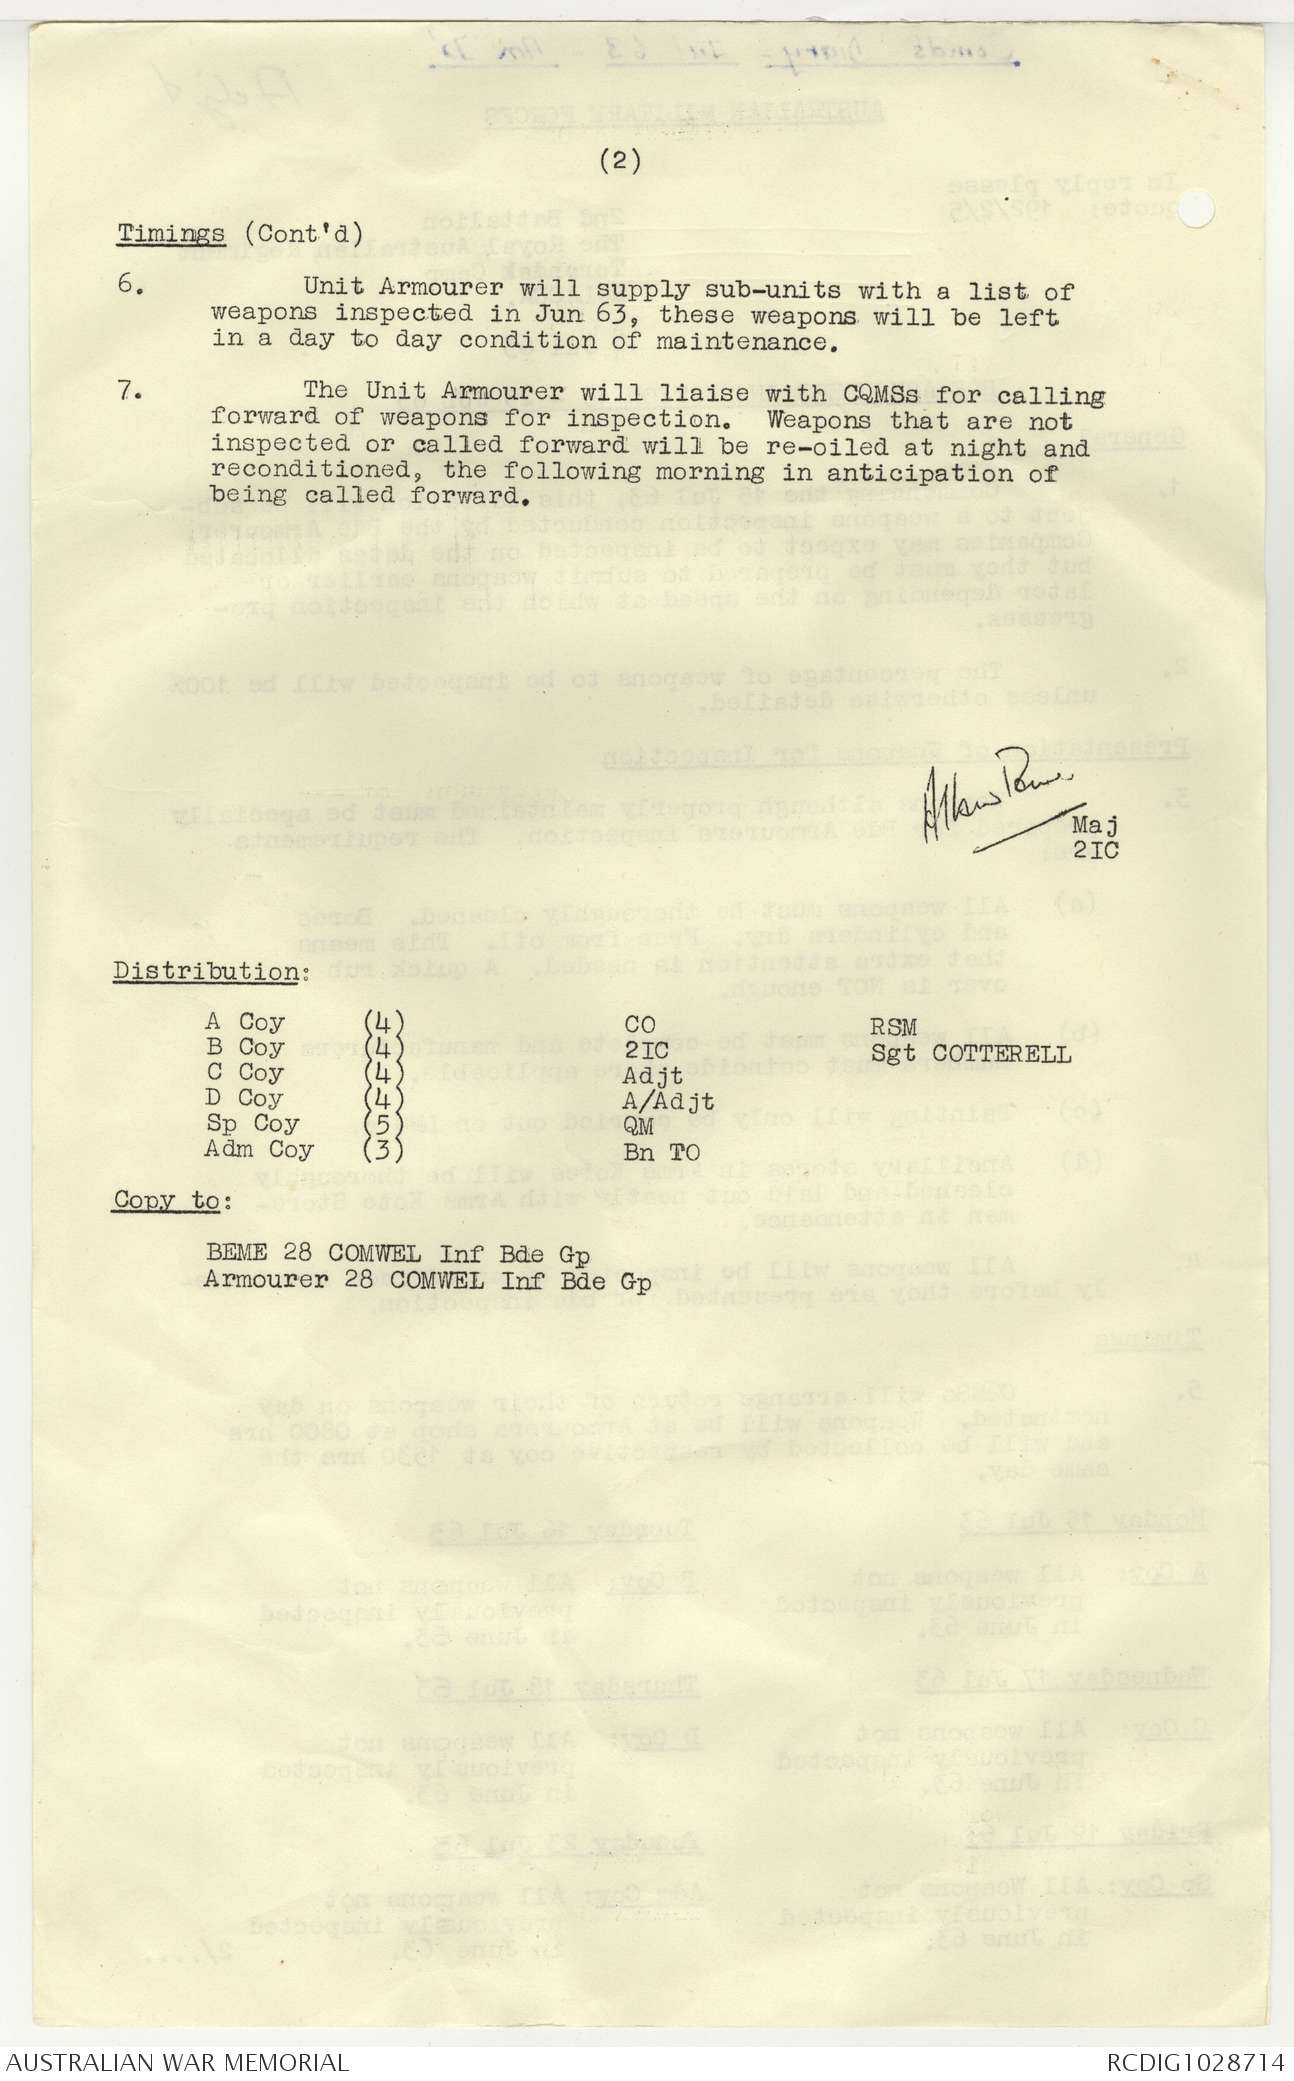 (2)
Timings (Cont'd)
6. Unit Armourer will supply sub-units with a list of
weapons inspected in Jun 63, these weapons will be left
in a day to day condition of maintenance.
7. The Unit Armourer will liaise with CQMSs for calling
forward of weapons for inspection. Weapons that are not
inspected or called forward will be re-oiled at night and
reconditioned, the following morning in anticipation of
being called forward.
Maj
2IC
Distribution:
A Coy (4) CO RSM
B Coy (4) 2IC Sgt COTTERELL
C Coy (4) Adjt
D Coy (4) A/Adjt
Sp Coy (5) QM
Adm Coy (3) Bn TO
Copy to:
BEME 28 COMWEL Inf Bde Gp
Armourer 28 COMWEL Inf Bde Gp
AUSTRALIAN WAR MEMORIAL RCDIG1028714